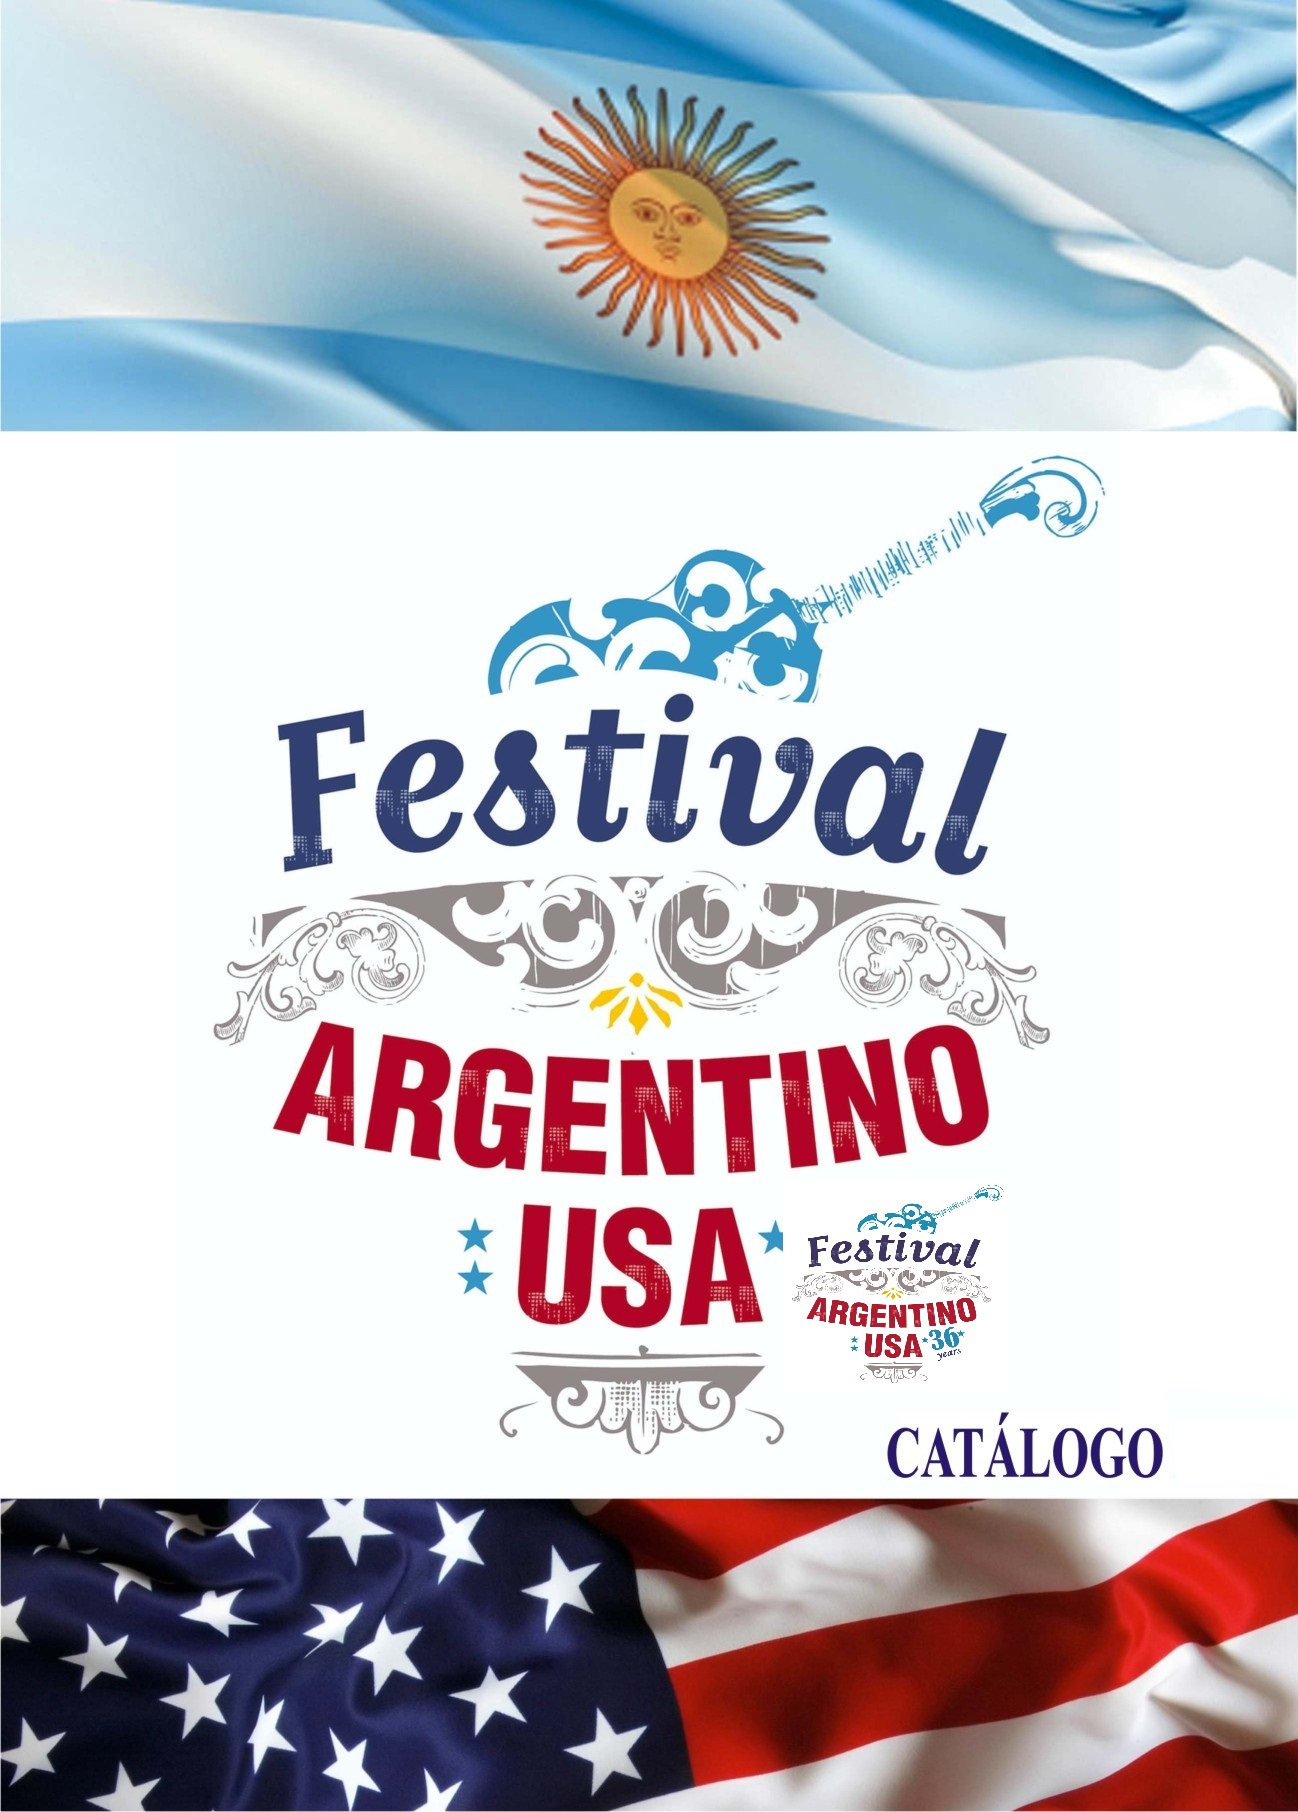 Festival
ARGENTINO
USA
Festival
ARGENTINO
USA 36
years
CATÁLOGO